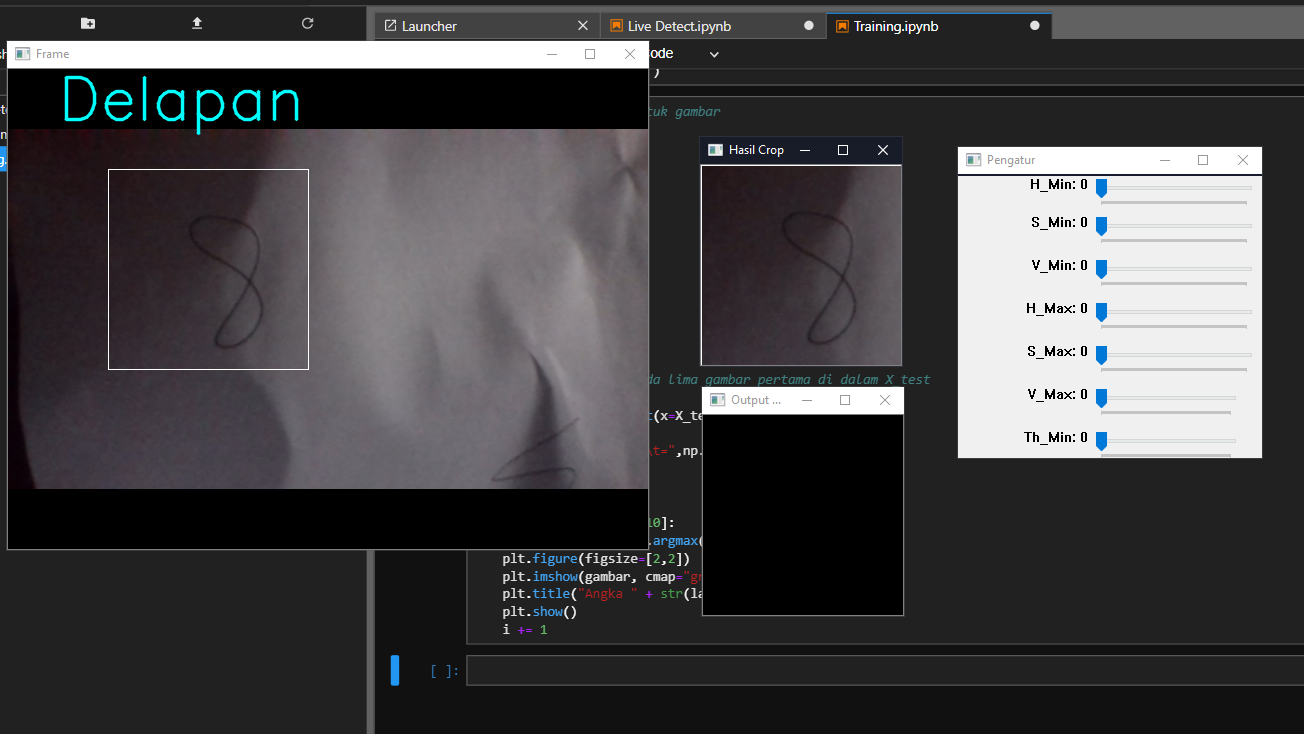 Launcher
Live Detect.ipynb
Training.ipynb
Frame
ode
Delapan
8
)
tuk gambar
Hasil Crop
8
Pengatur
H_Min: 0
S_Min: 0
V_Min: 0
H_Max: 0
S_Max: 0
V_Max: 0
Th_Min: 0
da lima gambar pertama di dalam X test
Output ...
t(x=X_te
\t=",np.
10]:
.argmax(
plt.figure(figsize=[2,2])
plt.imshow(gambar, cmap="gr
plt.title("Angka " + str(la
plt.show()
i += 1
[ ]: